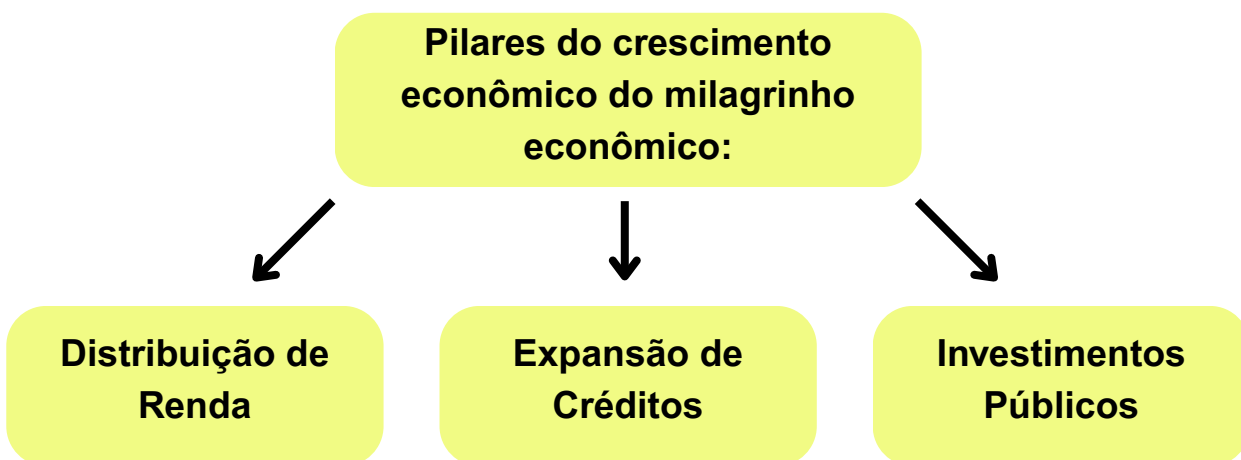 Pilares do crescimento
econômico do milagrinho
econômico:
Distribuição de
Renda
Expansão de
Créditos
Investimentos
Públicos